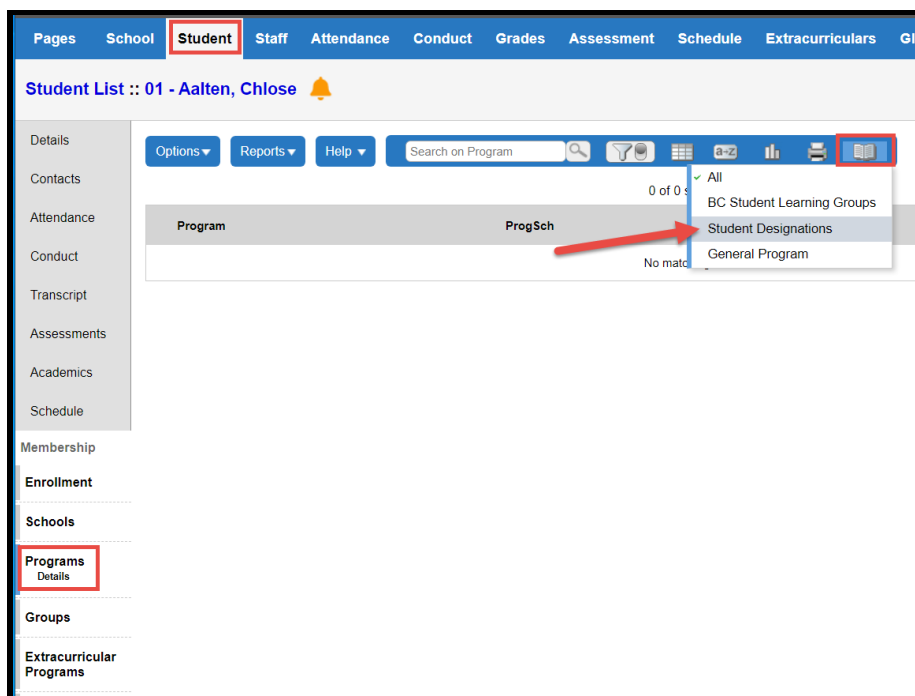 Pages School Student Staff Attendance Conduct Grades Assessment Schedule Extracurriculars
Student List :: 01 - Aalten, Chlose
Details
Contacts
Attendance
Conduct
Transcript
Assessments
Academics
Schedule
Membership
Enrollment
Schools
Programs
Details
Groups
Extracurricular
Programs
Options Reports Help Search on Program a-z
0 of 0
Program ProgSch
No
All
BC Student Learning Groups
Student Designations
General Program